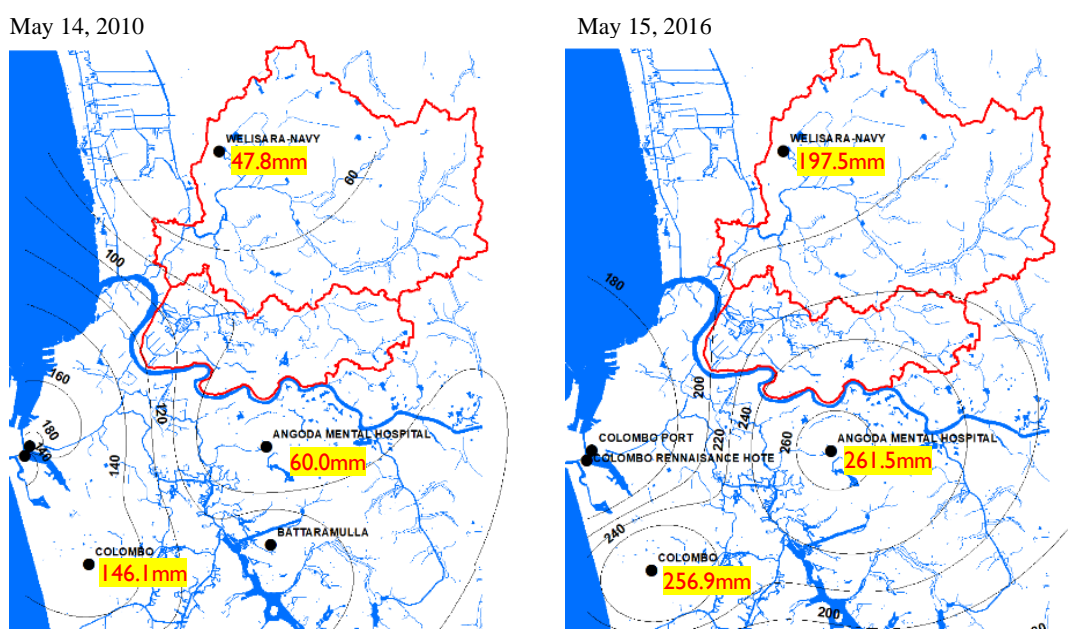 May 14, 2010
WELISARA-NAVY
47.8mm
60
100
160
180
140
120
140
ANGODA MENTAL HOSPITAL
60.0mm
BATTARAMULLA
COLOMBO
146.1mm
May 15, 2016
WELISARA-NAVY
197.5mm
180
200
220
240
260
COLOMBO PORT
COLOMBO RENNAISANCE HOTE
ANGODA MENTAL HOSPITAL
261.5mm
240
COLOMBO
256.9mm
200